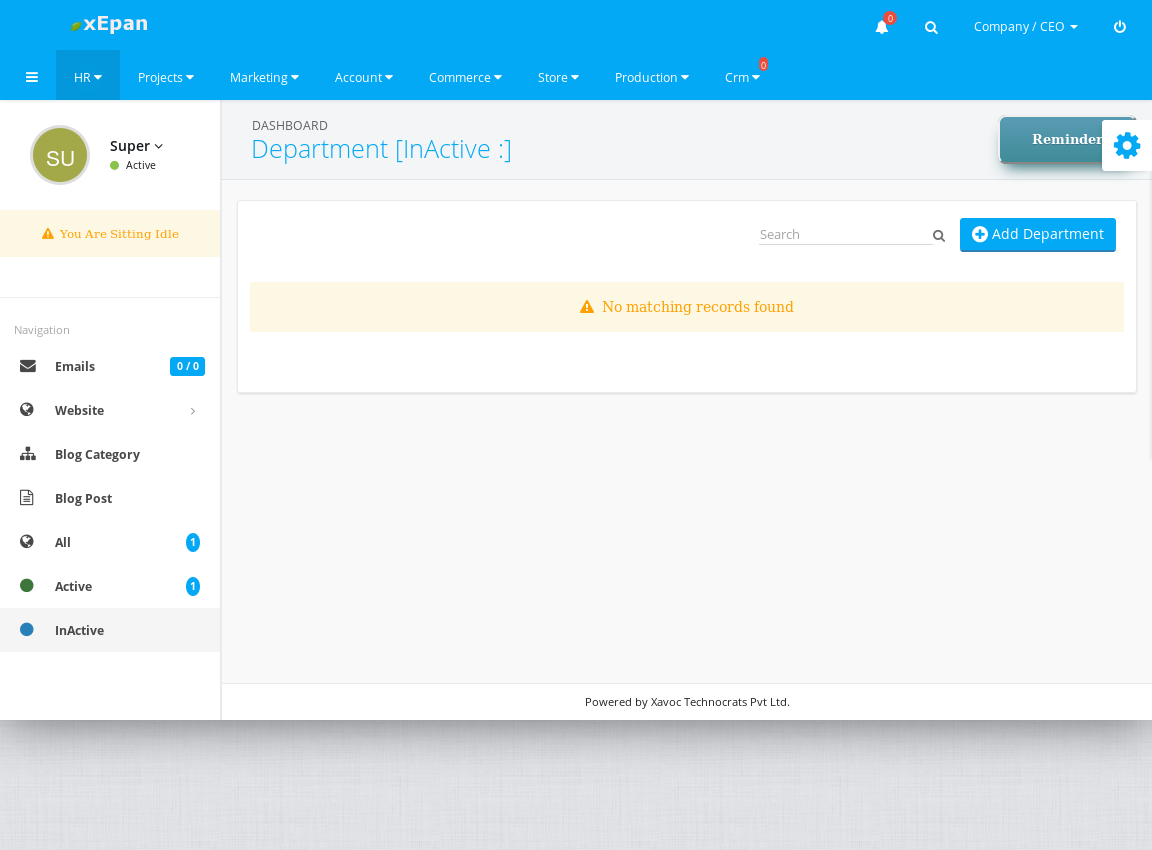 xEpan
0
Company / CEO
HR
Projects
Marketing
Account
Commerce
Store
Production
Crm
0
SU
Super
Active
DASHBOARD
Department [InActive :]
Reminder
You Are Sitting Idle
Search
Add Department
No matching records found
Navigation
Emails
0 / 0
Website
Blog Category
Blog Post
All
1
Active
1
InActive
Powered by Xavoc Technocrats Pvt Ltd.